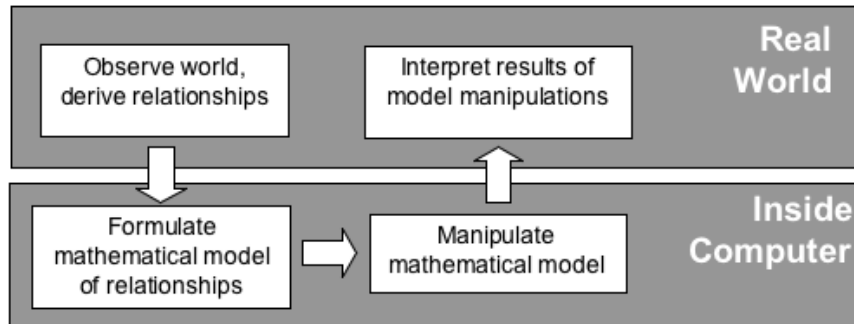 Observe world,
derive relationships
Interpret results of
model manipulations
Real
World
Formulate
mathematical model
of relationships
Manipulate
mathematical model
Inside
Computer